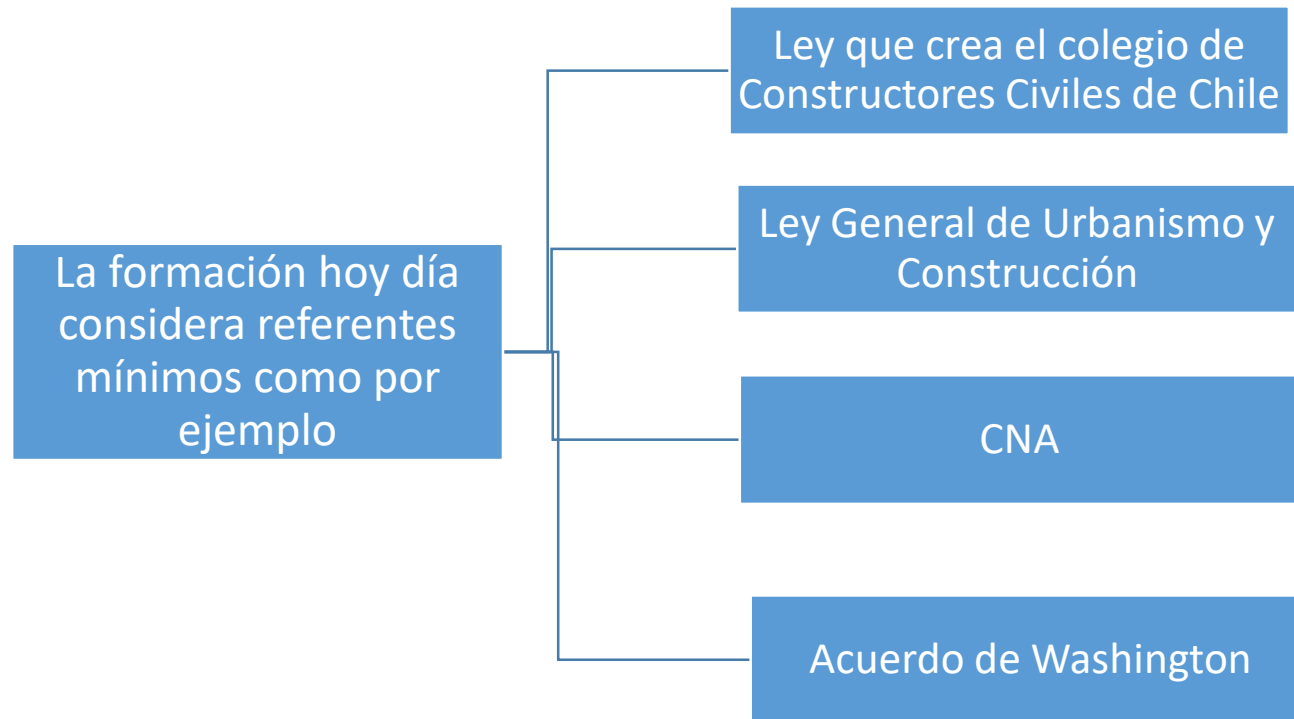 La formación hoy día
considera referentes
mínimos como por
ejemplo
Ley que crea el colegio de
Constructores Civiles de Chile
Ley General de Urbanismo y
Construcción
CNA
Acuerdo de Washington